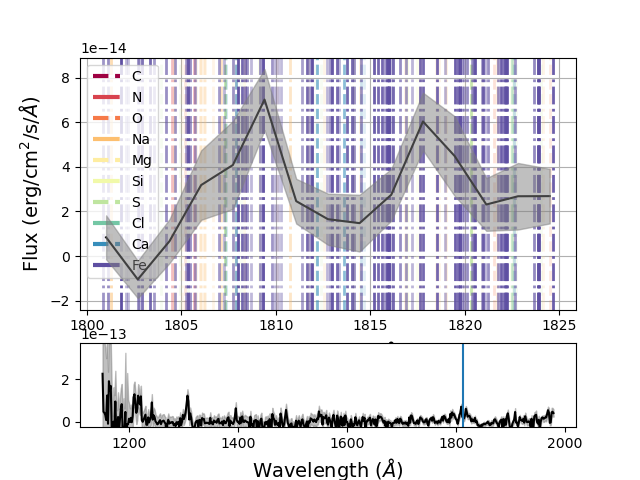 1e−14
Flux (erg/cm²/s/Å)
8
6
4
2
0
−2
C
N
O
Na
Mg
Si
S
Cl
Ca
Fe
1800 1805 1810 1815 1820 1825
1e−13
2
0
1200 1400 1600 1800 2000
Wavelength (Å)